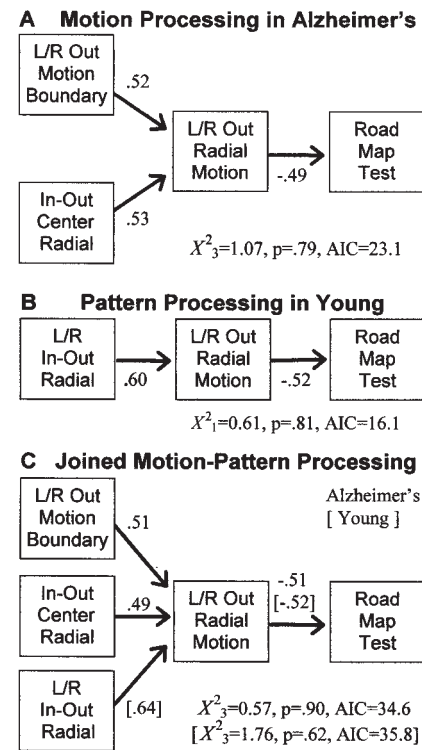 A Motion Processing in Alzheimer's
L/R Out
Motion
Boundary
.52
L/R Out
Radial
Motion
-.49
Road
Map
Test
In-Out
Center
Radial
.53
X²₃=1.07, p=.79, AIC=23.1
B Pattern Processing in Young
L/R
In-Out
Radial
.60
L/R Out
Radial
Motion
-.52
Road
Map
Test
X²₁=0.61, p=.81, AIC=16.1
C Joined Motion-Pattern Processing
L/R Out
Motion
Boundary
.51
Alzheimer's
[ Young ]
In-Out
Center
Radial
.49
L/R Out
Radial
Motion
-.51
[-.52]
Road
Map
Test
L/R
In-Out
Radial
[.64]
X²₃=0.57, p=.90, AIC=34.6
[X²₃=1.76, p=.62, AIC=35.8]